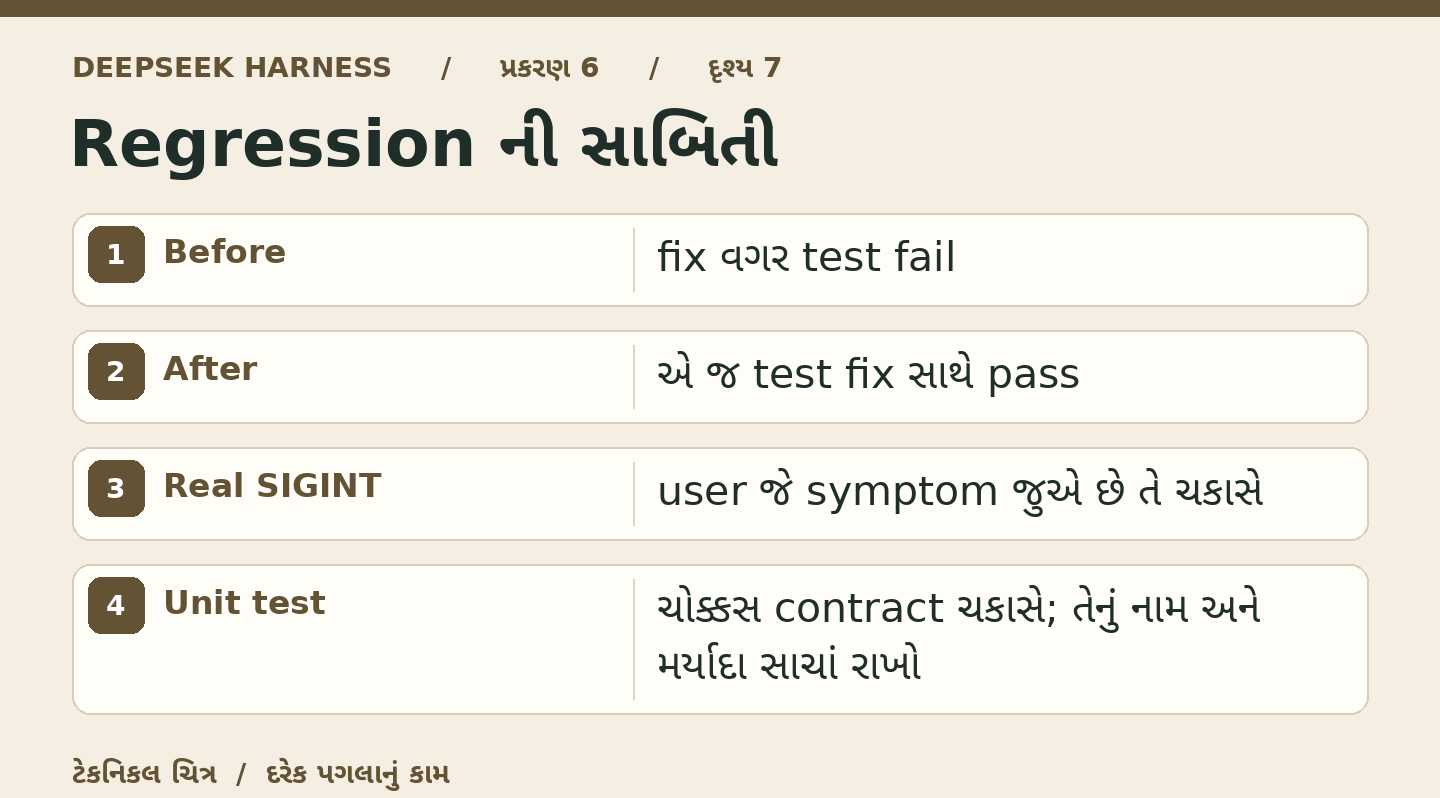 DEEPSEEK HARNESS / પ્રકરણ 6 / દૃશ્ય 7
Regression ની સાબિતી
1 Before fix વગર test fail
2 After એ જ test fix સાથે pass
3 Real SIGINT user જે symptom જુએ છે તે ચકાસે
4 Unit test ચોક્કસ contract ચકાસે; તેનું નામ અને
મર્યાદા સાચાં રાખો
ટેકનિકલ ચિત્ર / દરેક પગલાનું કામ